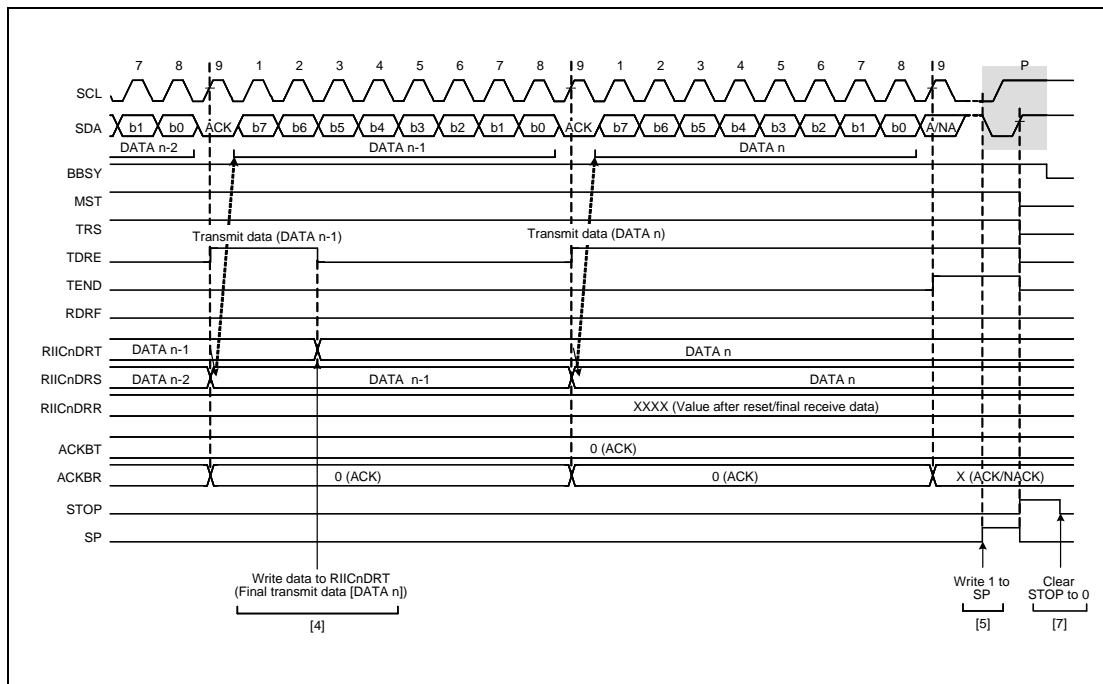 7 8 9 1 2 3 4 5 6 7 8 9 1 2 3 4 5 6 7 8 9 P
SCL
SDA b1 b0 ACK b7 b6 b5 b4 b3 b2 b1 b0 ACK b7 b6 b5 b4 b3 b2 b1 b0 A/NA
DATA n-2 DATA n-1 DATA n
BBSY
MST
TRS
Transmit data (DATA n-1) Transmit data (DATA n)
TDRE
TEND
RDRF
RIICnDRT DATA n-1 DATA n
RIICnDRS DATA n-2 DATA n-1 DATA n
RIICnDRR XXXX (Value after reset/final receive data)
ACKBT 0 (ACK)
ACKBR 0 (ACK) 0 (ACK) X (ACK/NACK)
STOP
SP
Write data to RIICnDRT
(Final transmit data [DATA n])
[4]
Write 1 to
SP
[5]
Clear
STOP to 0
[7]